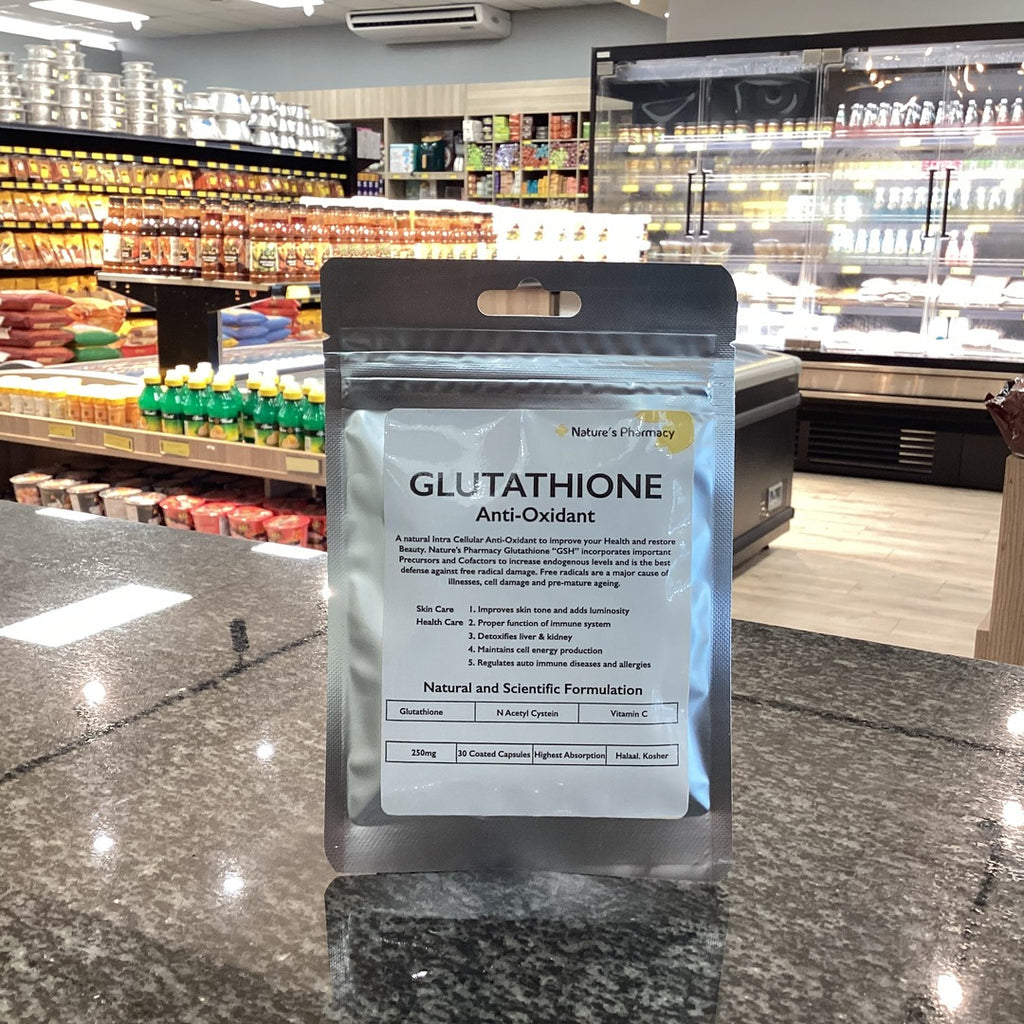 Nature's Pharmacy
GLUTATHIONE
Anti-Oxidant
A natural Intra Cellular Anti-Oxidant to improve your Health and restore
Beauty. Nature's Pharmacy Glutathione "GSH" incorporates important
Precursors and Cofactors to increase endogenous levels and is the best
defense against free radical damage. Free radicals are a major cause of
illnesses, cell damage and pre-mature ageing.
Skin Care 1. Improves skin tone and adds luminosity
Health Care 2. Proper function of immune system
3. Detoxifies liver & kidney
4. Maintains cell energy production
5. Regulates auto immune diseases and allergies
Natural and Scientific Formulation
Glutathione N Acetyl Cystein Vitamin C
250mg 30 Coated Capsules Highest Absorption Halaal, Kosher